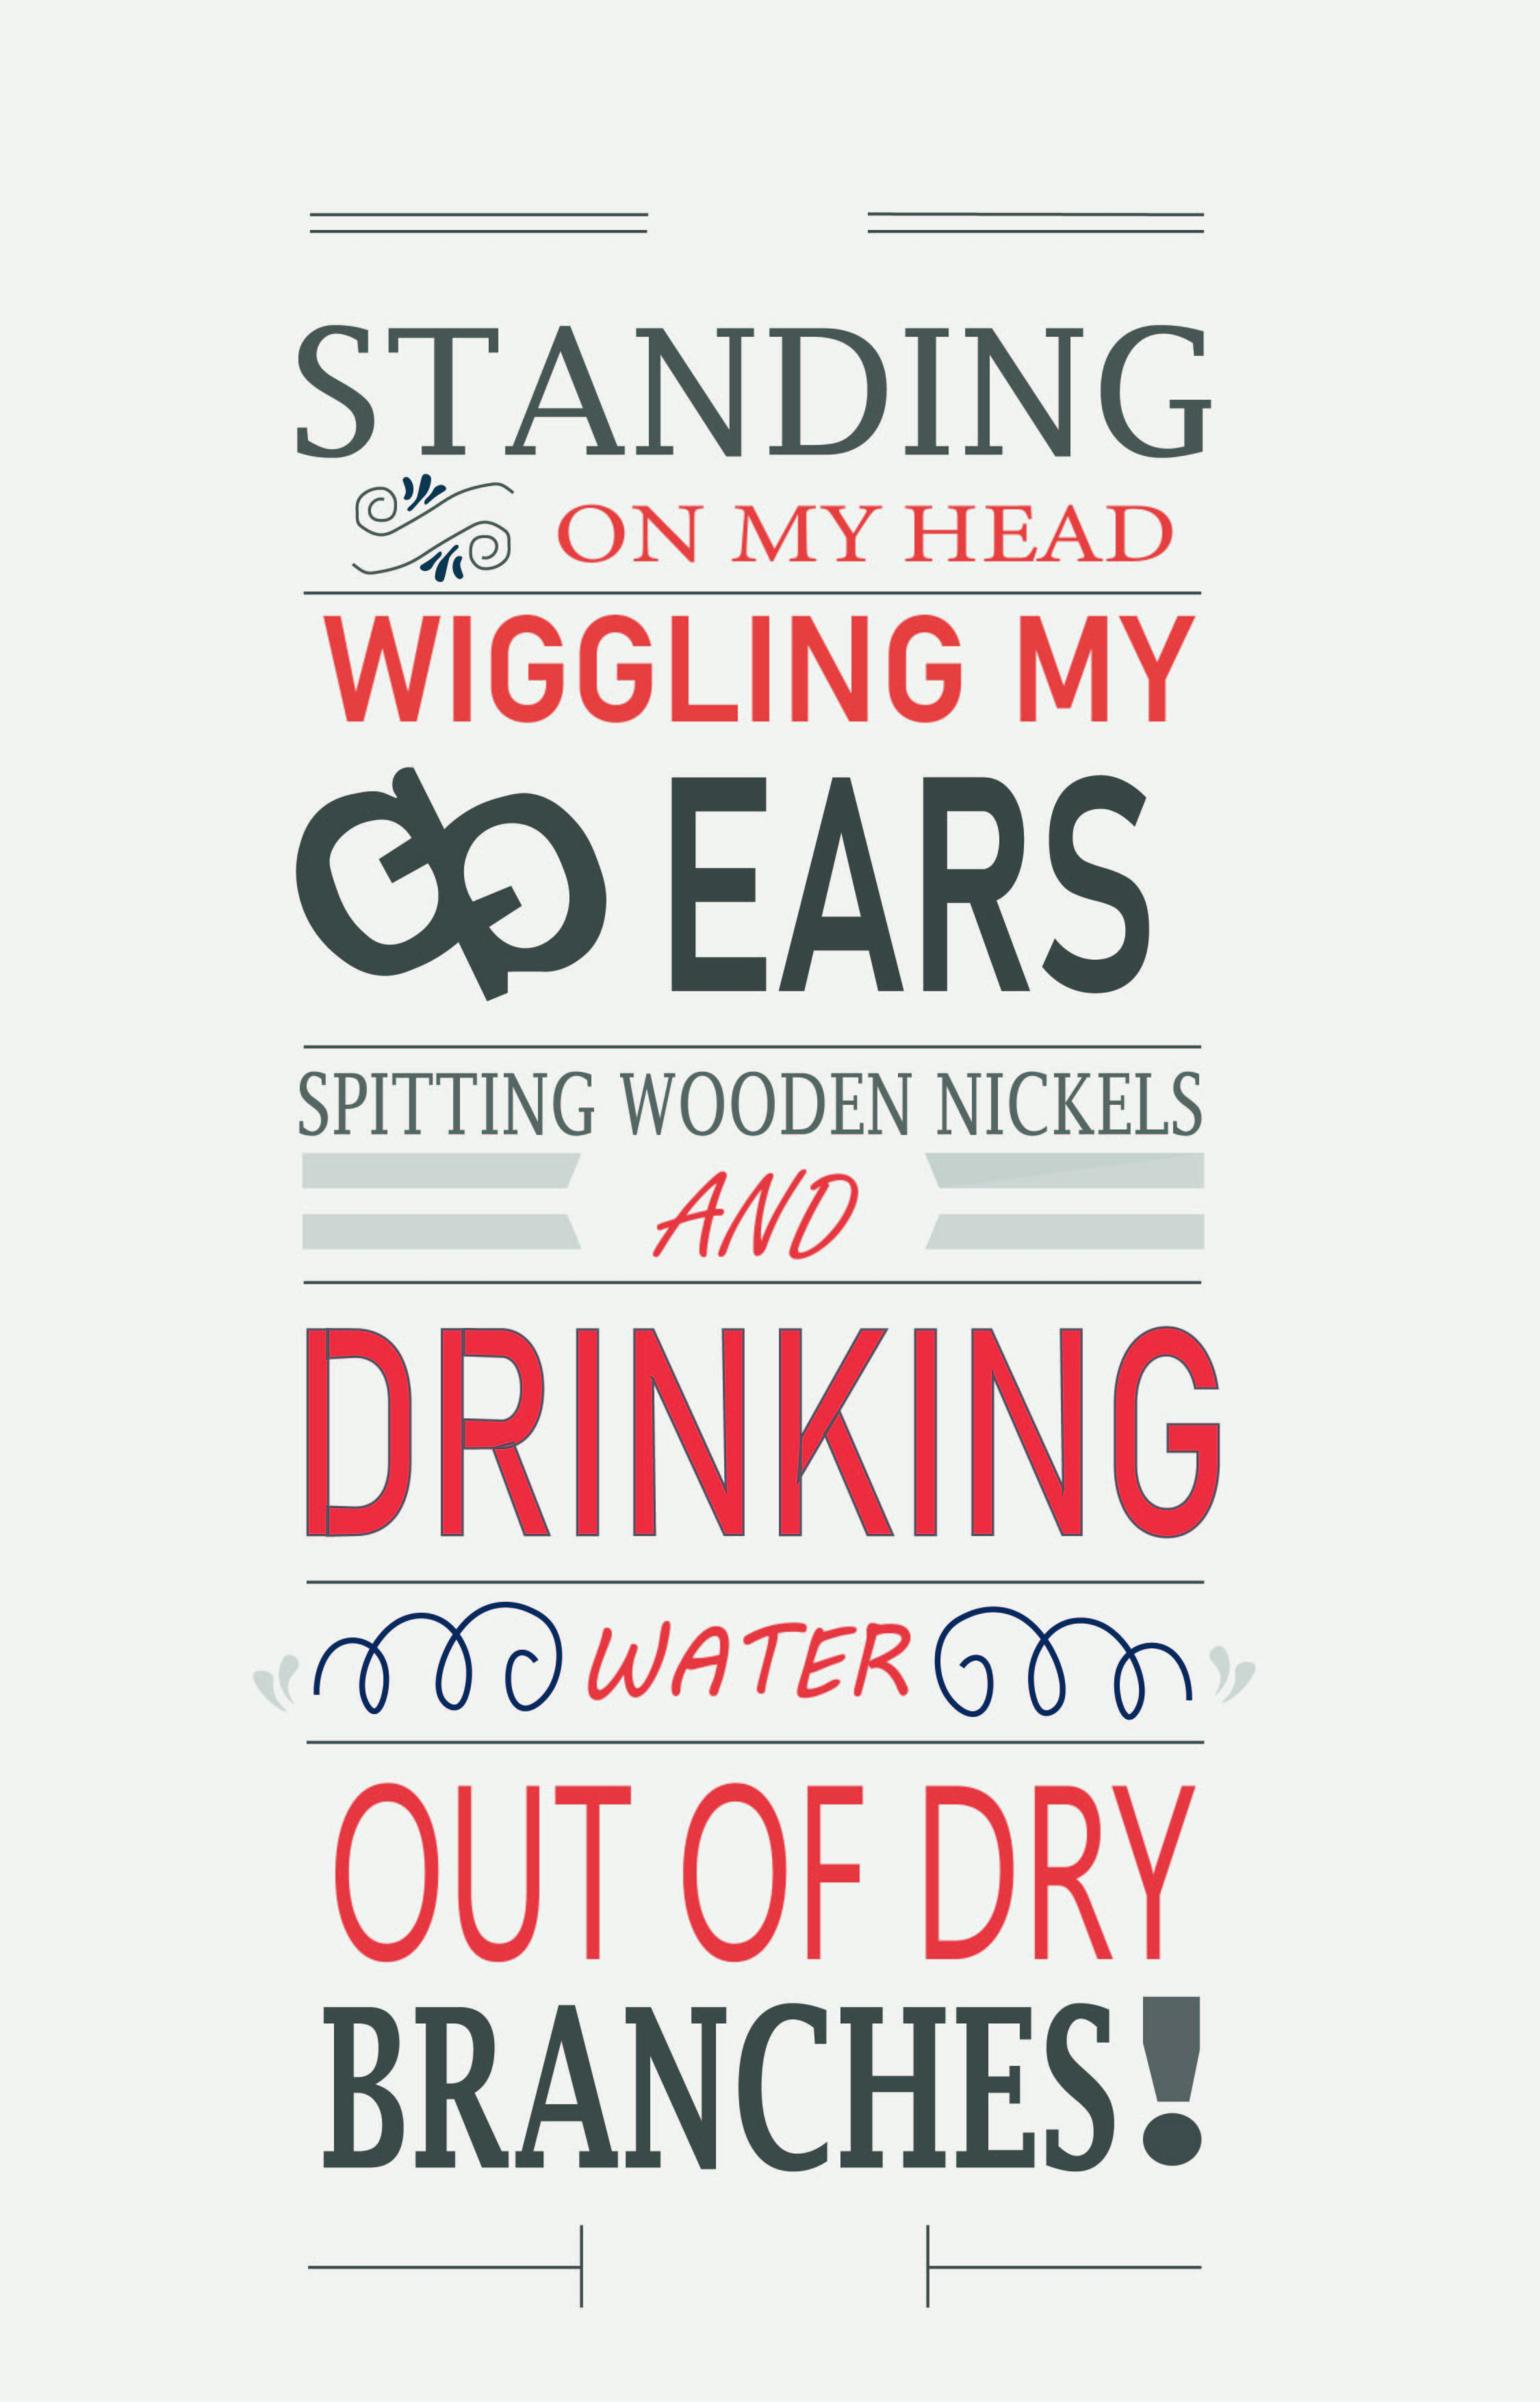 STANDING
ON MY HEAD
WIGGLING MY
EARS
SPITTING WOODEN NICKELS
AND
DRINKING
WATER
OUT OF DRY
BRANCHES!